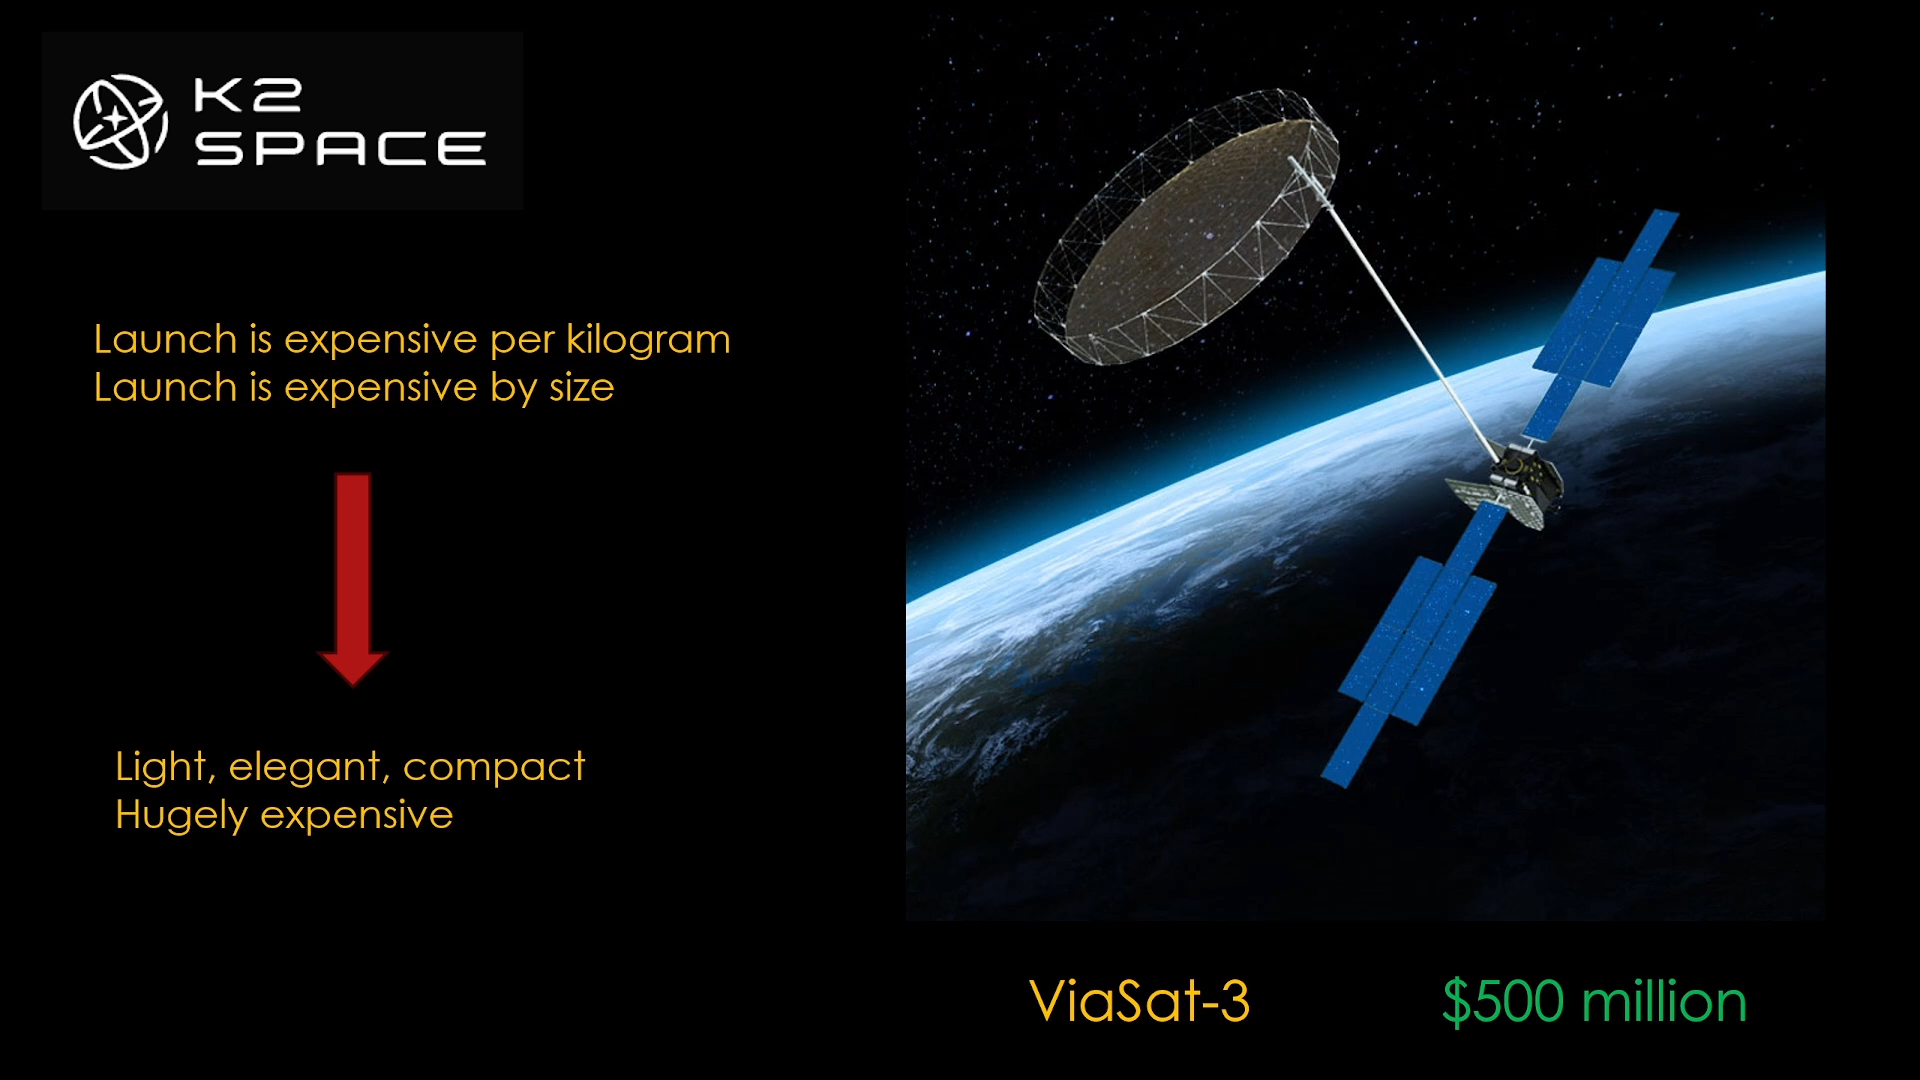 K2
SPACE
Launch is expensive per kilogram
Launch is expensive by size
Light, elegant, compact
Hugely expensive
ViaSat-3
$500 million